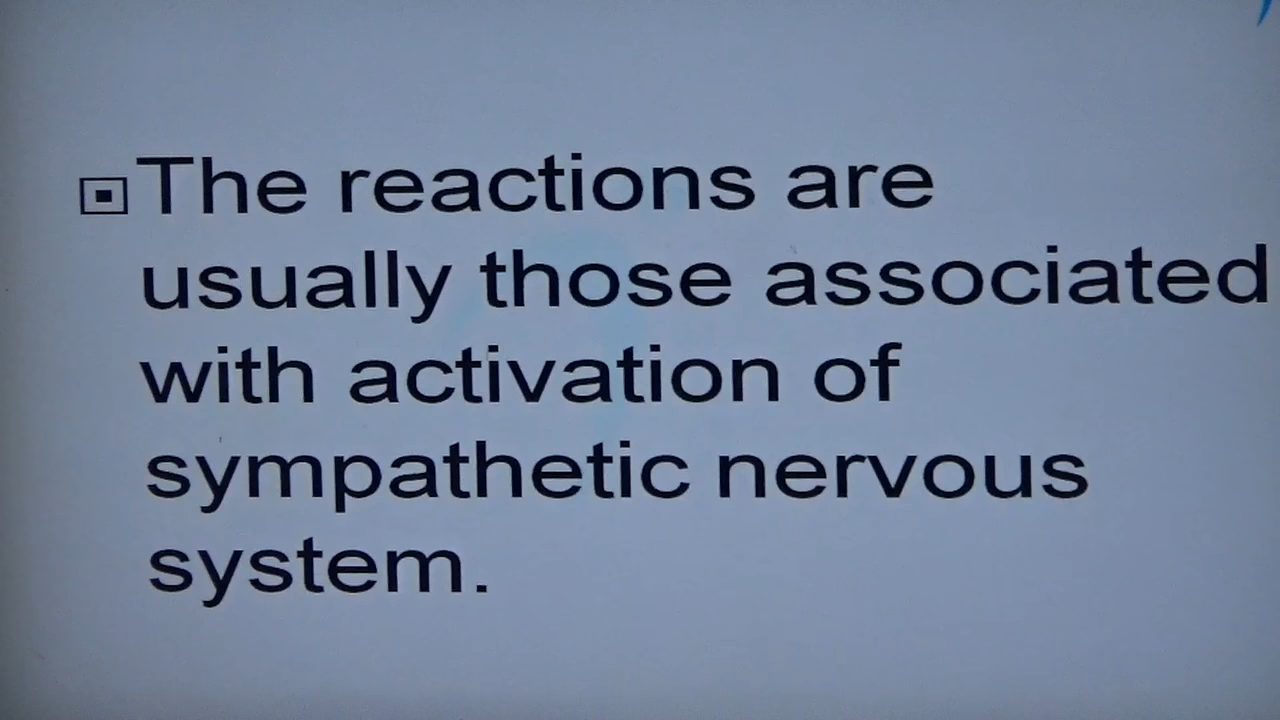 The reactions are
usually those associated
with activation of
sympathetic nervous
system.